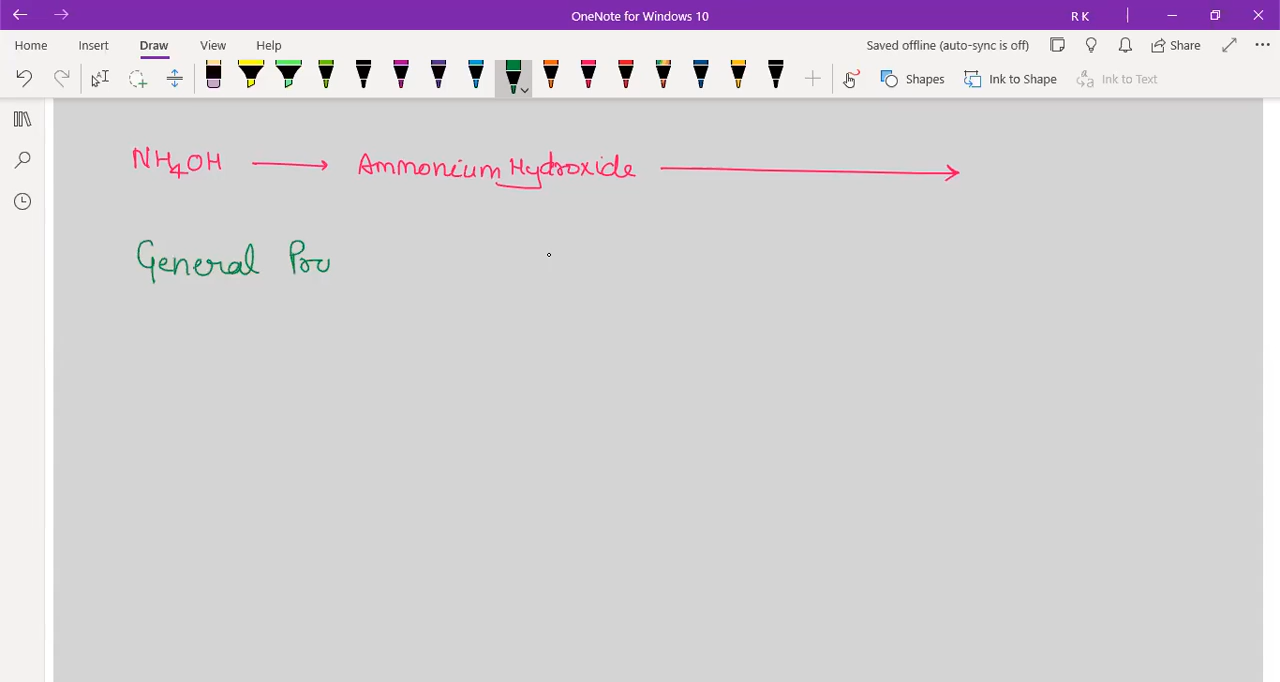 OneNote for Windows 10
R K
Home Insert Draw View Help
Saved offline (auto-sync is off) Share
Shapes Ink to Shape Ink to Text
NH4OH → Ammonium Hydroxide →
General Pro